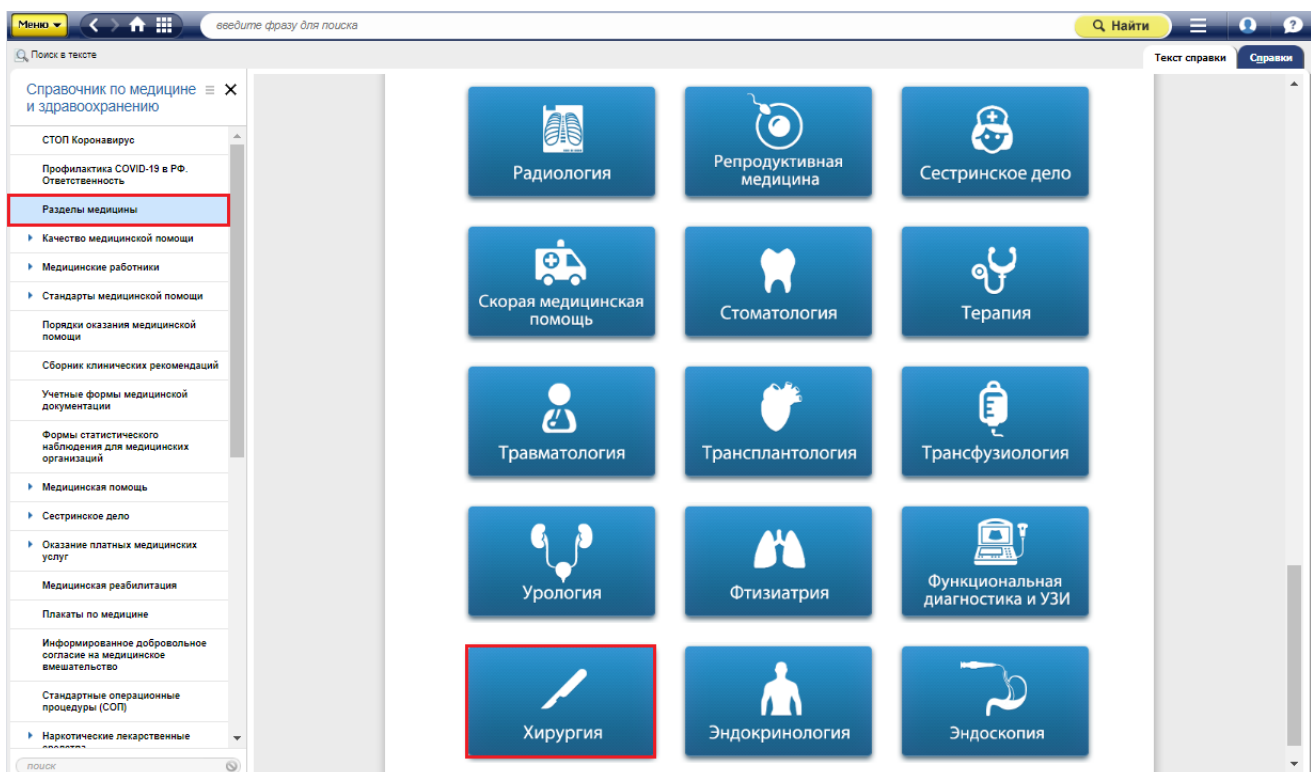 Меню
введите фразу для поиска
Найти
Поиск в тексте
Текст справки
Справки
Справочник по медицине
и здравоохранению
СТОП Коронавирус
Профилактика COVID-19 в РФ.
Ответственность
Разделы медицины
Качество медицинской помощи
Медицинские работники
Стандарты медицинской помощи
Порядки оказания медицинской
помощи
Сборник клинических рекомендаций
Учетные формы медицинской
документации
Формы статистического
наблюдения для медицинских
организаций
Медицинская помощь
Сестринское дело
Оказание платных медицинских
услуг
Медицинская реабилитация
Плакаты по медицине
Информированное добровольное
согласие на медицинское
вмешательство
Стандартные операционные
процедуры (СОП)
Наркотические лекарственные
средства
поиск
Радиология
Репродуктивная
медицина
Сестринское дело
Скорая медицинская
помощь
Стоматология
Терапия
Травматология
Трансплантология
Трансфузиология
Урология
Фтизиатрия
Функциональная
диагностика и УЗИ
Хирургия
Эндокринология
Эндоскопия